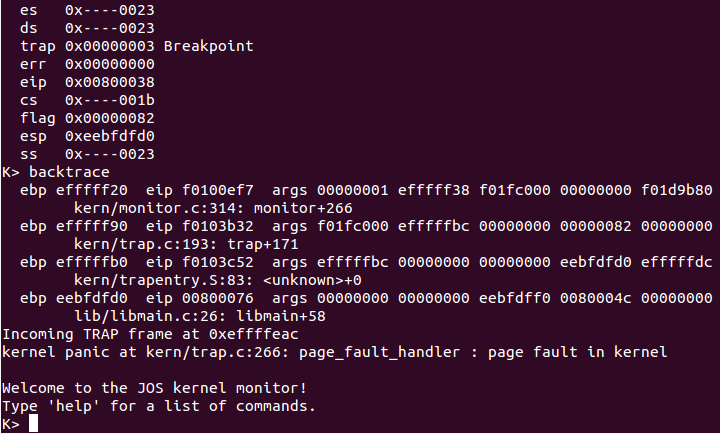 es   0x----0023
ds   0x----0023
trap 0x00000003 Breakpoint
err  0x00000000
eip  0x00800038
cs   0x----001b
flag 0x00000082
esp  0xeebfdfd0
ss   0x----0023
K> backtrace
ebp efffff20  eip f0100ef7  args 00000001 efffff38 f01fc000 00000000 f01d9b80
kern/monitor.c:314: monitor+266
ebp efffff90  eip f0103b32  args f01fc000 efffffbc 00000000 00000082 00000000
kern/trap.c:193: trap+171
ebp efffffb0  eip f0103c52  args efffffbc 00000000 00000000 eebfdfd0 efffffdc
kern/trapentry.S:83: <unknown>+0
ebp eebfdfd0  eip 00800076  args 00000000 00000000 eebfdff0 0080004c 00000000
lib/libmain.c:26: libmain+58
Incoming TRAP frame at 0xeffffeac
kernel panic at kern/trap.c:266: page_fault_handler : page fault in kernel
Welcome to the JOS kernel monitor!
Type 'help' for a list of commands.
K>